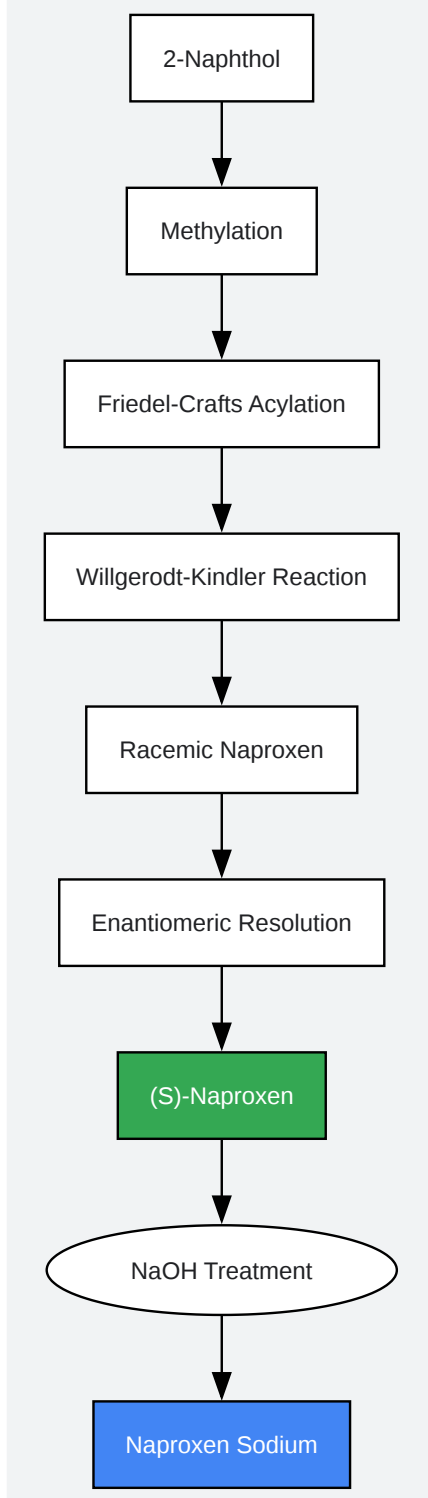 2-Naphthol
Methylation
Friedel-Crafts Acylation
Willgerodt-Kindler Reaction
Racemic Naproxen
Enantiomeric Resolution
(S)-Naproxen
NaOH Treatment
Naproxen Sodium